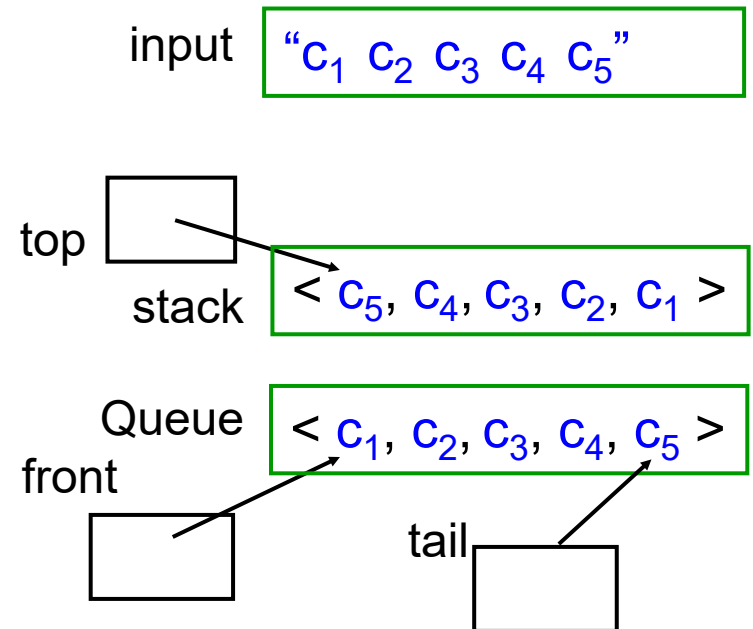 input “c₁ c₂ c₃ c₄ c₅”
top
stack < c₅, c₄, c₃, c₂, c₁ >
Queue < c₁, c₂, c₃, c₄, c₅ >
front
tail